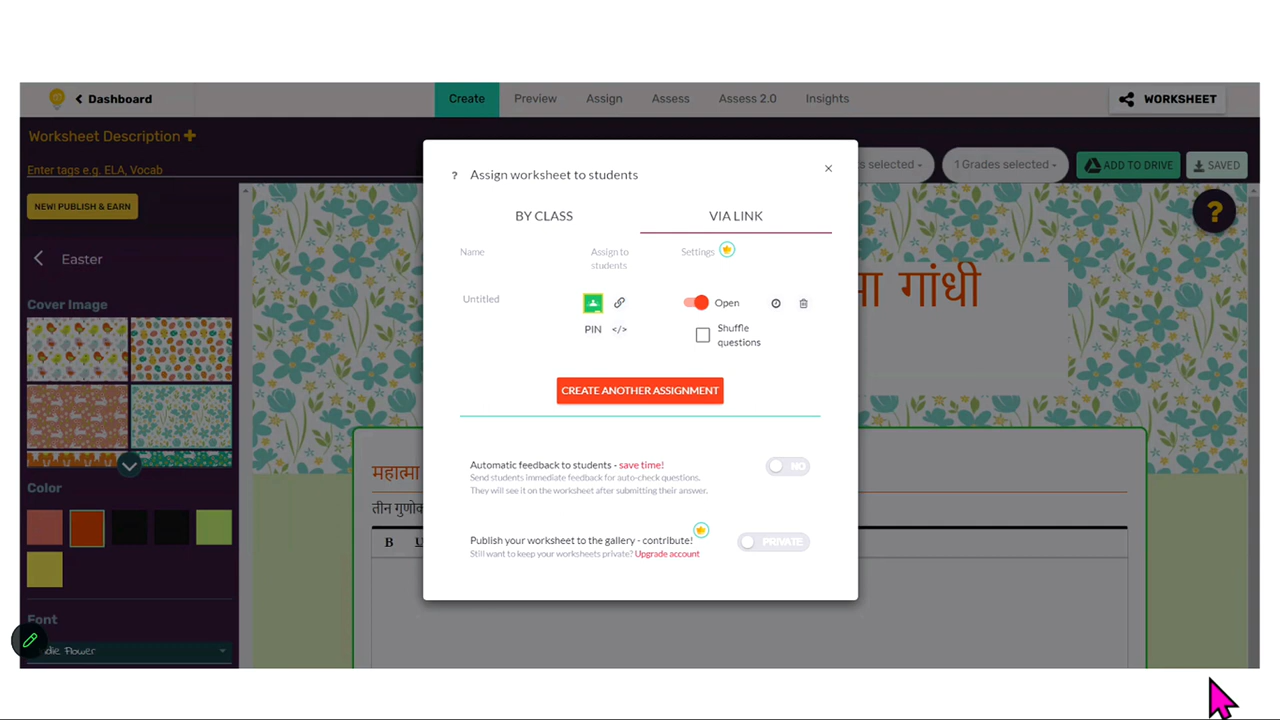 Dashboard
Create
Preview
Assign
Assess
Assess 2.0
Insights
WORKSHEET
Worksheet Description
Enter tags e.g. ELA, Vocab
selected
1 Grades selected
ADD TO DRIVE
SAVED
NEW! PUBLISH & EARN
?
Easter
Cover Image
Color
Font
? Assign worksheet to students
BY CLASS
VIA LINK
Name
Assign to
students
Settings
Untitled
Open
PIN </>
Shuffle
questions
CREATE ANOTHER ASSIGNMENT
Automatic feedback to students - save time!
NO
Send students immediate feedback for auto-check questions.
They will see it on the worksheet after submitting their answer.
Publish your worksheet to the gallery - contribute!
PRIVATE
Still want to keep your worksheets private? Upgrade account
गांधी
महात्मा
तीन
B U